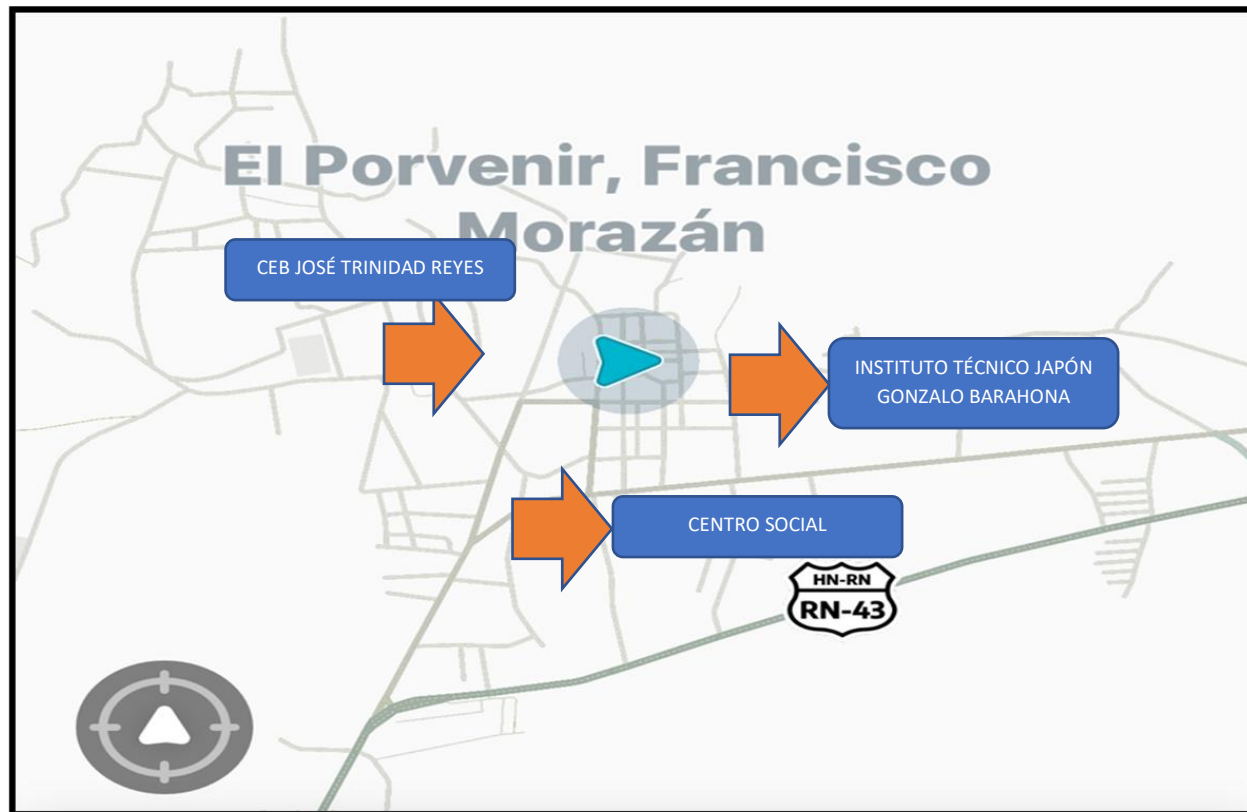 El Porvenir, Francisco
Morazán
CEB JOSÉ TRINIDAD REYES
INSTITUTO TÉCNICO JAPÓN
GONZALO BARAHONA
CENTRO SOCIAL
HN-RN
RN-43